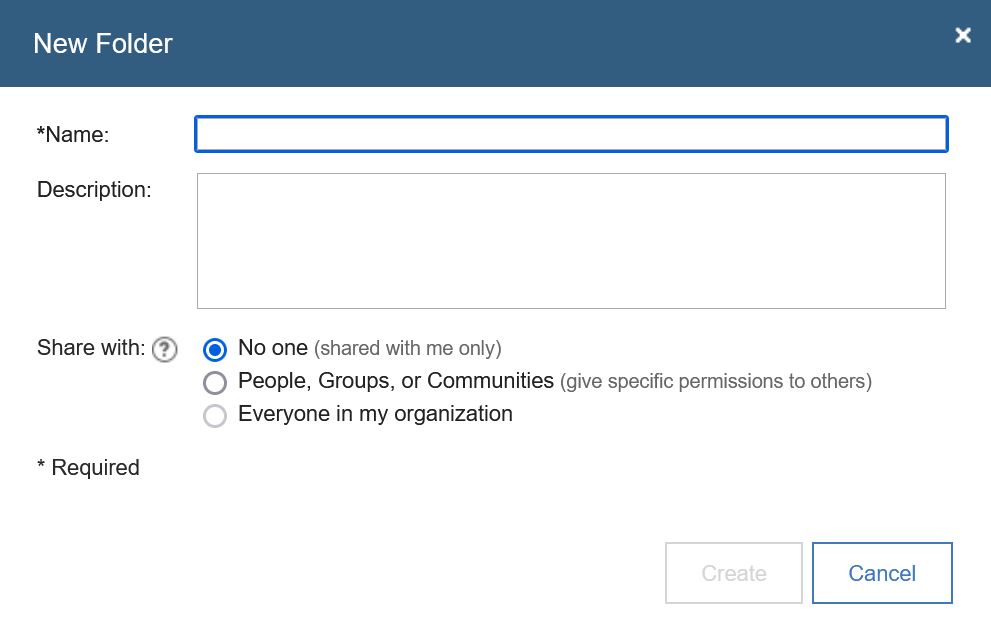 New Folder
*Name:
Description:
Share with: ?
No one (shared with me only)
People, Groups, or Communities (give specific permissions to others)
Everyone in my organization
* Required
Create
Cancel